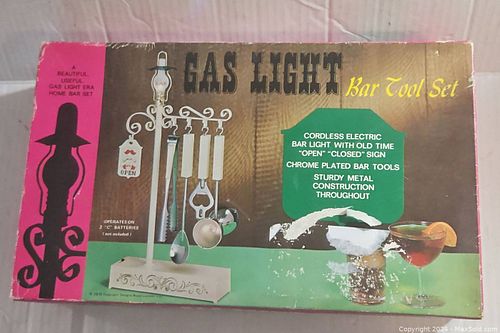 A
BEAUTIFUL,
USEFUL
GAS LIGHT ERA
HOME BAR SET
GAS LIGHT
Bar Tool Set
OPEN
CORDLESS ELECTRIC
BAR LIGHT WITH OLD TIME
"OPEN" "CLOSED" SIGN
CHROME PLATED BAR TOOLS
STURDY METAL
CONSTRUCTION
THROUGHOUT
OPERATES ON
2 "C" BATTERIES
(not included)
Copyright © 2024 - MaxSold